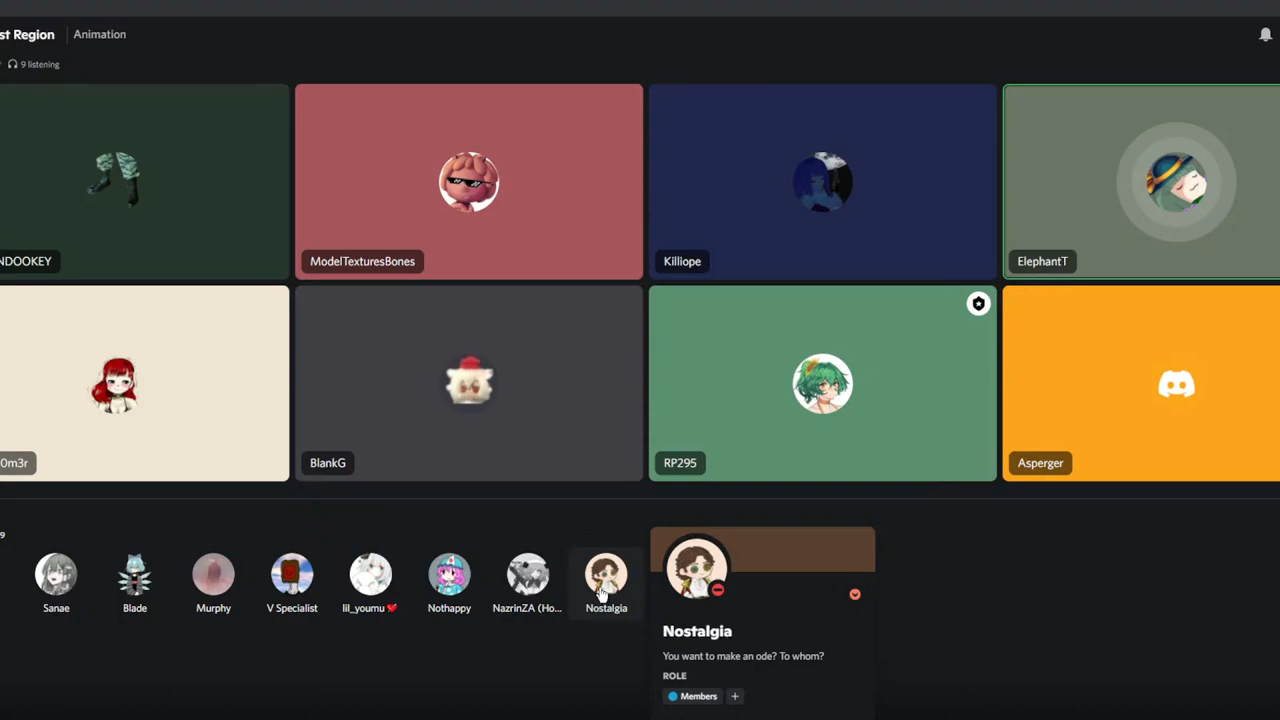 st Region Animation
9 listening
NDOOKEY
ModelTexturesBones
Killiope
ElephantT
0m3r
BlankG
RP295
Asperger
9
Sanae
Blade
Murphy
V Specialist
lil_youmu
Nothappy
NazrinZA (Ho...
Nostalgia
Nostalgia
You want to make an ode? To whom?
ROLE
Members +